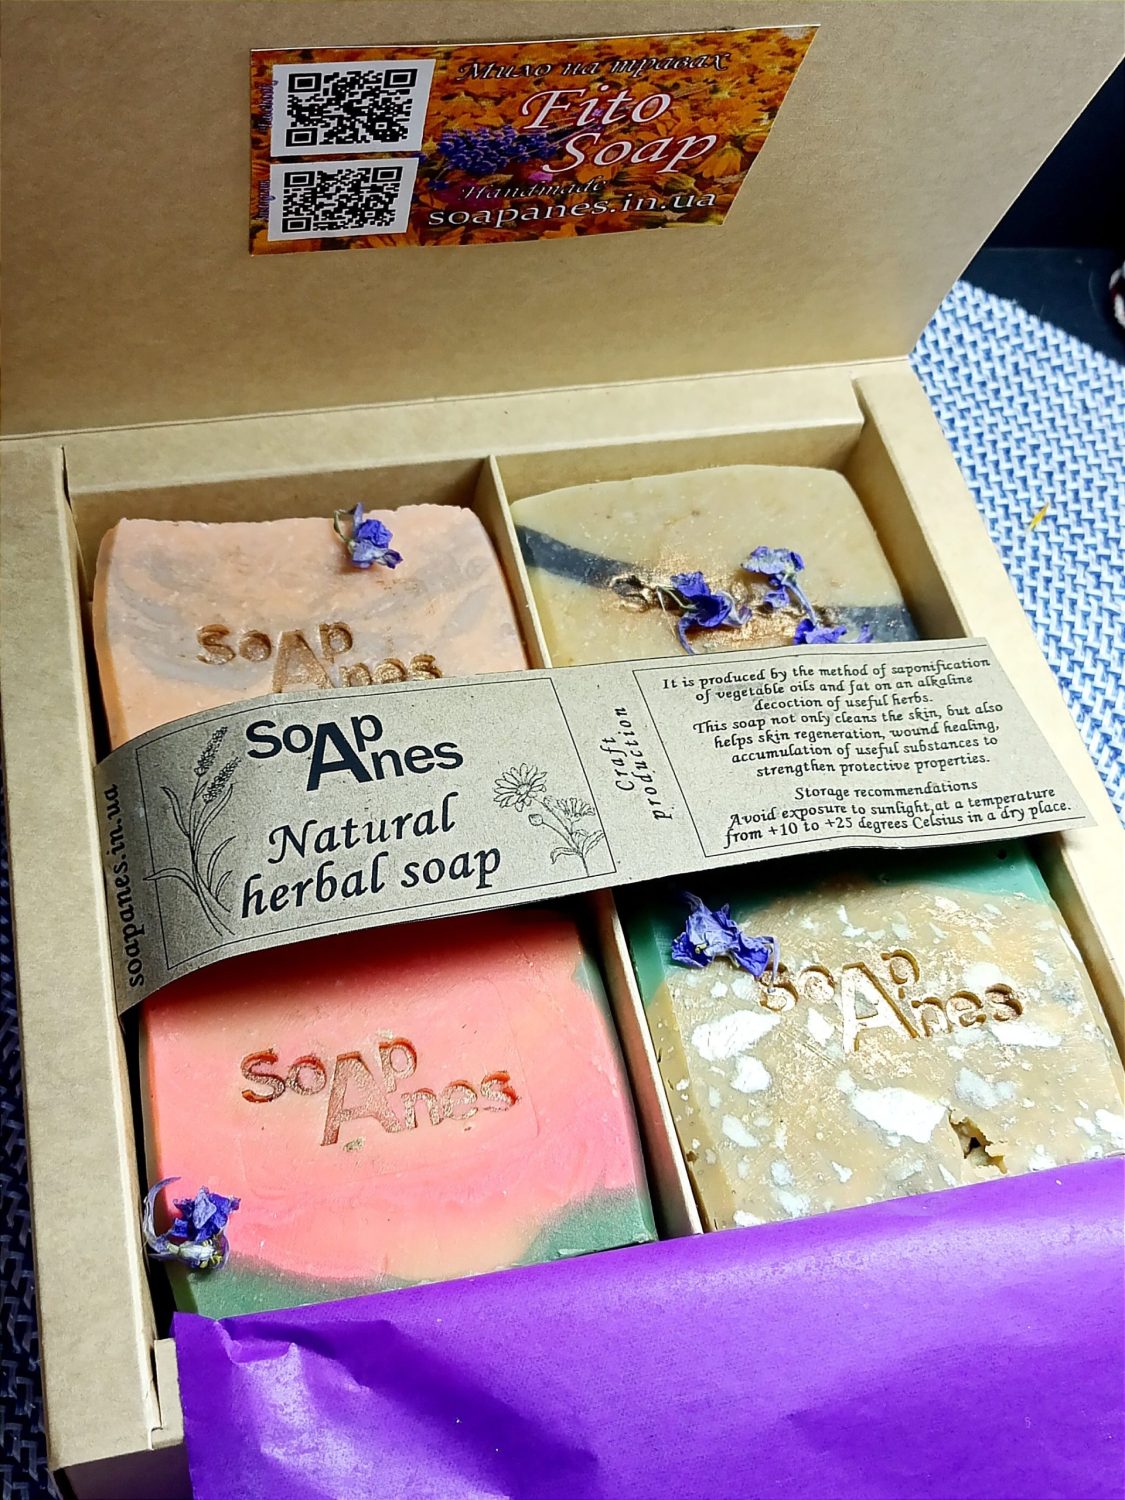 Мило на травах
Fito
Soap
Handmade
soapanes.in.ua
Instagram
soap
Anes
soapanes.in.ua
Soap
Anes
Natural
herbal soap
Craft
production
It is produced by the method of saponification
of vegetable oils and fat on an alkaline
decoction of useful herbs.
This soap not only cleans the skin, but also
helps skin regeneration, wound healing,
accumulation of useful substances to
strengthen protective properties.
Storage recommendations
Avoid exposure to sunlight,at a temperature
from +10 to +25 degrees Celsius in a dry place.
soap
Anes
soap
Anes